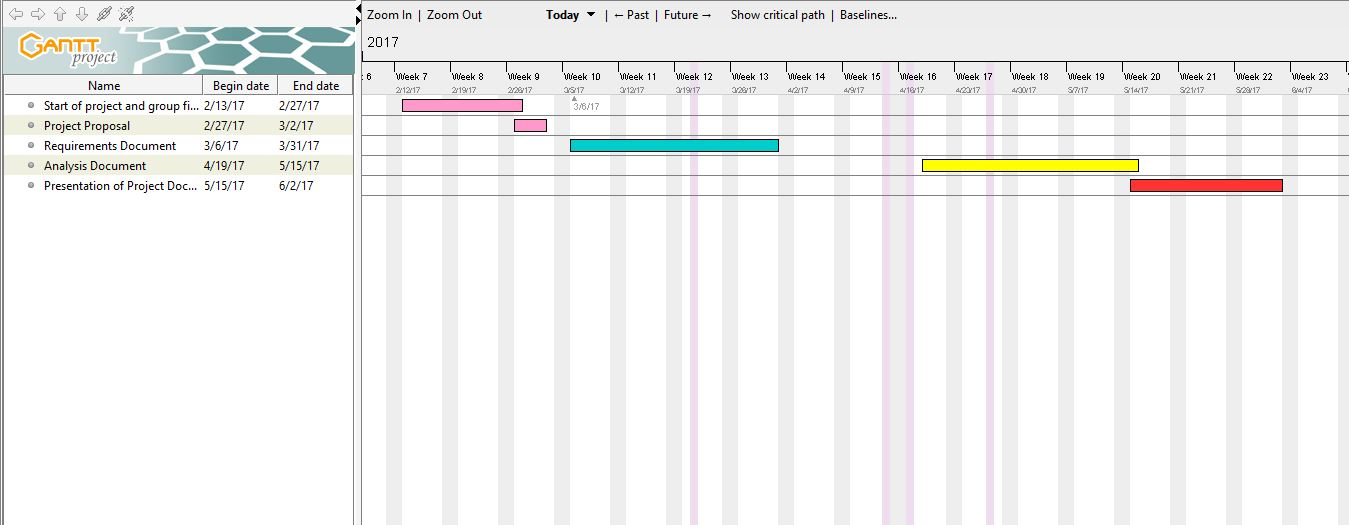 Zoom In | Zoom Out Today | ← Past | Future → Show critical path | Baselines...
GANTT project
2017
Name Begin date End date
: 6 Week 7 Week 8 Week 9 Week 10 Week 11 Week 12 Week 13 Week 14 Week 15 Week 16 Week 17 Week 18 Week 19 Week 20 Week 21 Week 22 Week 23
2/12/17 2/19/17 2/26/17 3/5/17 3/12/17 3/19/17 3/26/17 4/2/17 4/9/17 4/16/17 4/23/17 4/30/17 5/7/17 5/14/17 5/21/17 5/28/17 6/4/17
Start of project and group fi... 2/13/17 2/27/17
3/6/17
Project Proposal 2/27/17 3/2/17
Requirements Document 3/6/17 3/31/17
Analysis Document 4/19/17 5/15/17
Presentation of Project Doc... 5/15/17 6/2/17